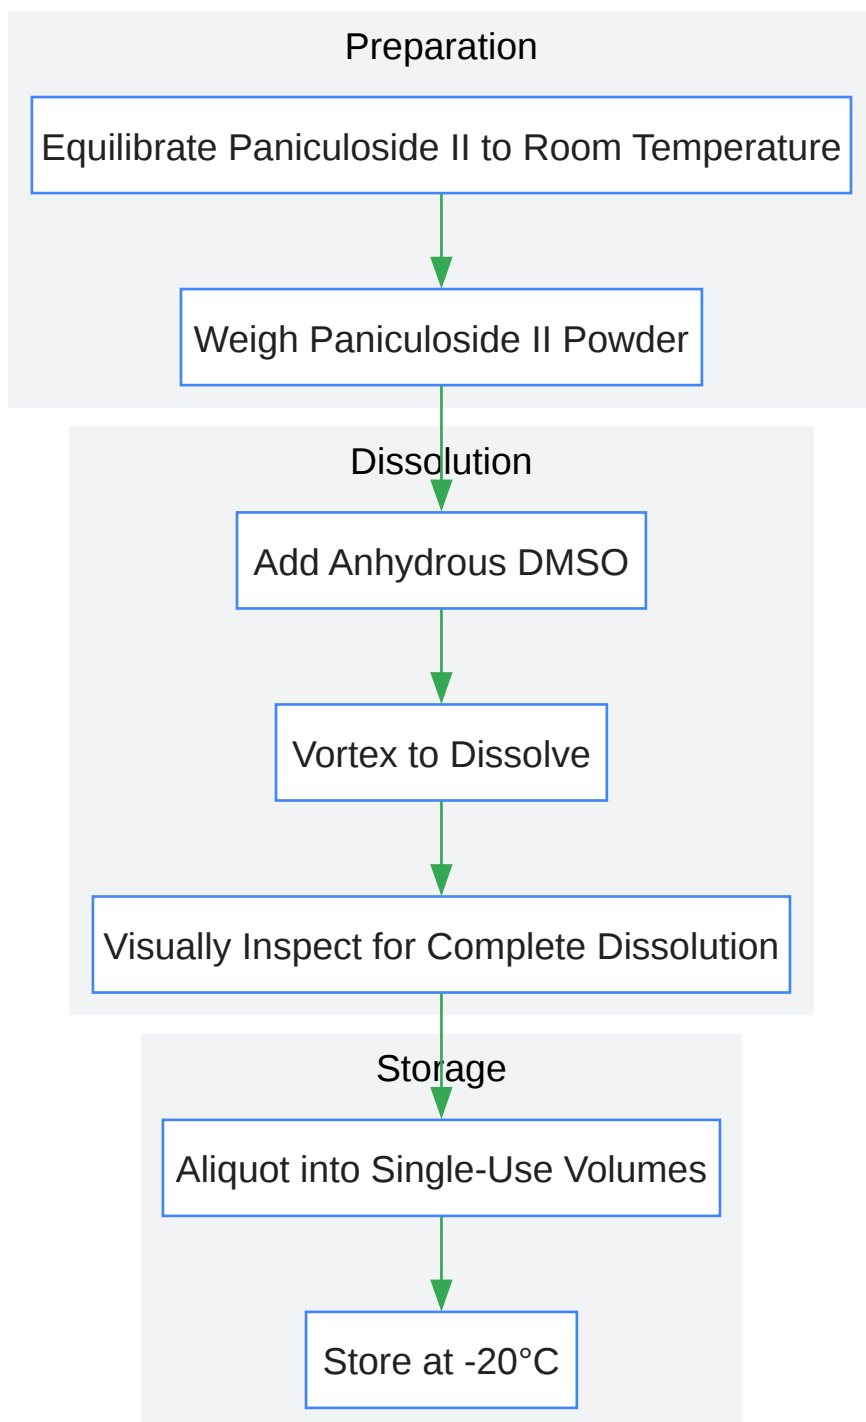 Preparation
Equilibrate Paniculoside II to Room Temperature
Weigh Paniculoside II Powder
Dissolution
Add Anhydrous DMSO
Vortex to Dissolve
Visually Inspect for Complete Dissolution
Storage
Aliquot into Single-Use Volumes
Store at -20°C